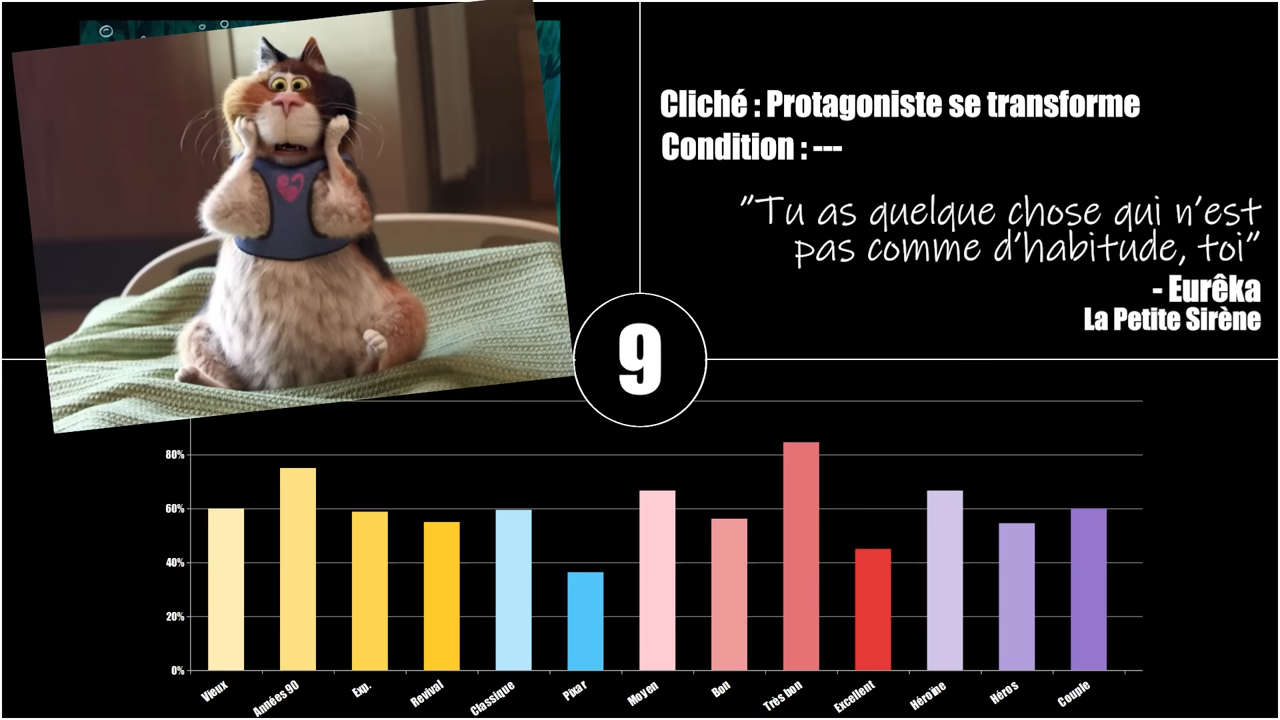 Cliché : Protagoniste se transforme
Condition : ---
"Tu as quelque chose qui n'est
pas comme d'habitude, toi"
- Eurêka
La Petite Sirène
9
80%
60%
40%
20%
0%
Vieux
Années 90
Exp.
Revival
Classique
Pixar
Moyen
Bon
Très bon
Excellent
Héroïne
Héros
Couple